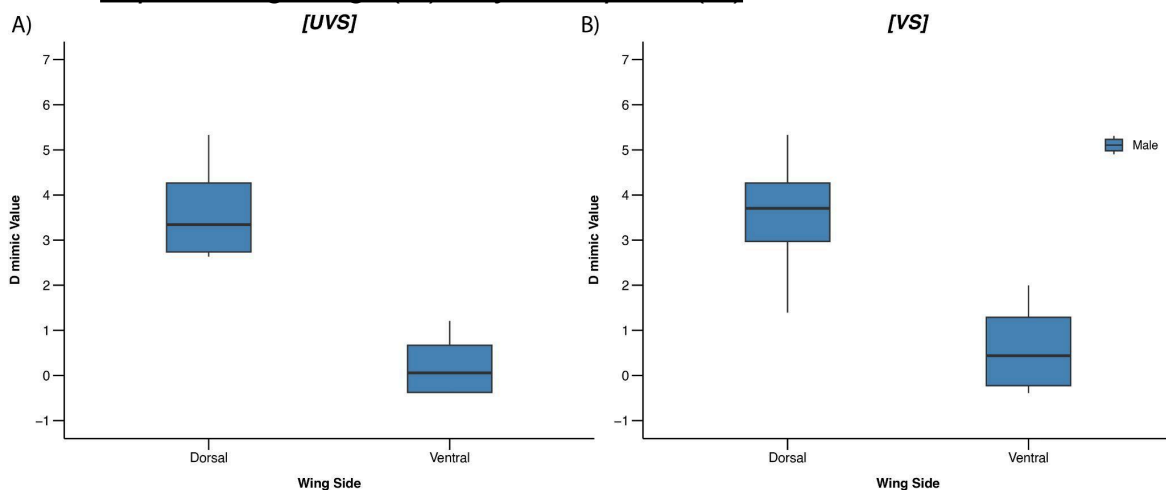 A)
[UVS]
7
6
5
4
3
2
1
0
−1
D mimic Value
Dorsal
Ventral
Wing Side
B)
[VS]
7
6
5
4
3
2
1
0
−1
D mimic Value
Dorsal
Ventral
Wing Side
Male